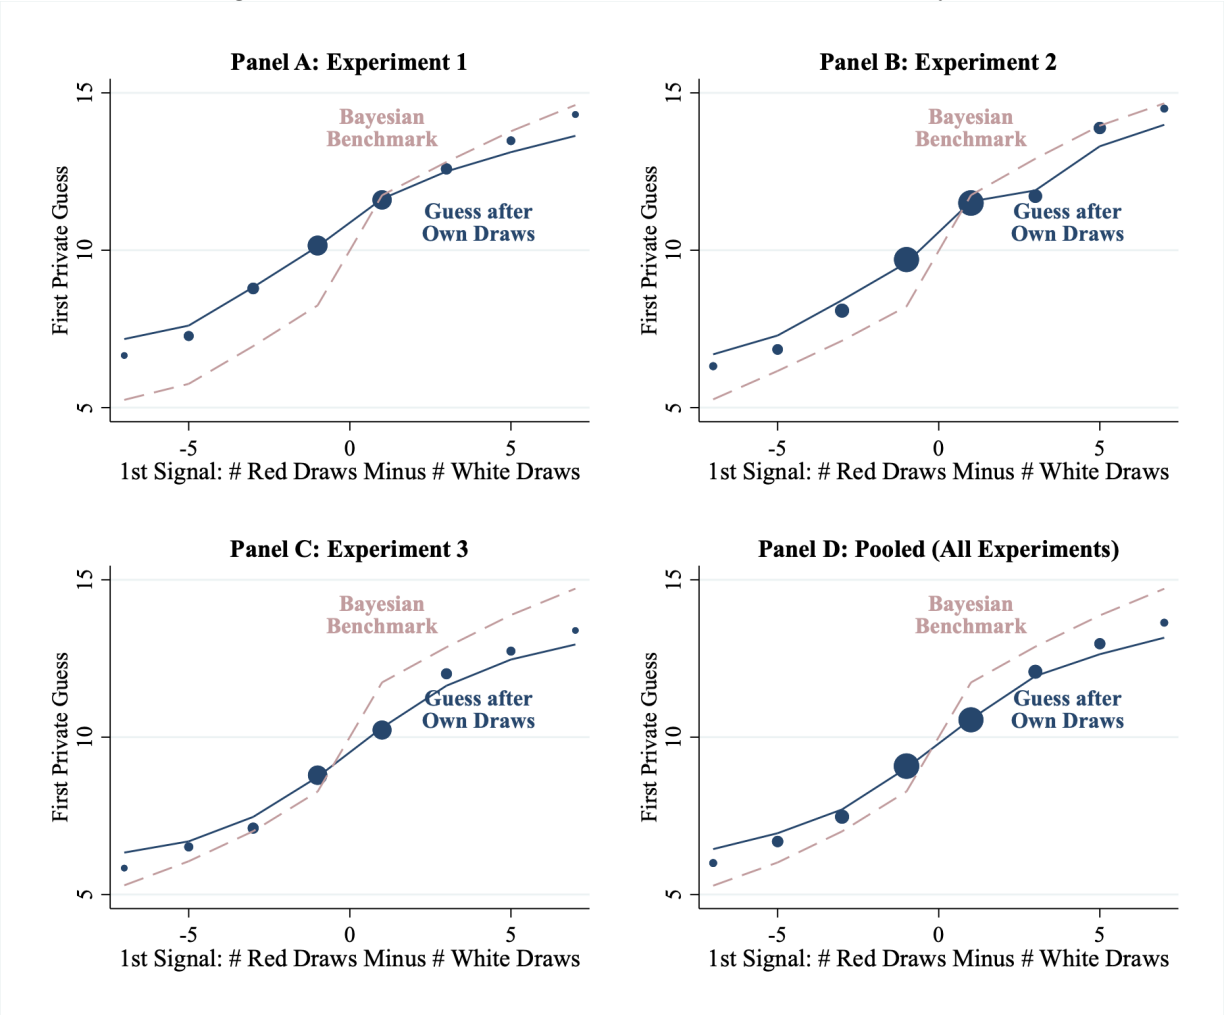 Panel A: Experiment 1
15
10
5
First Private Guess
Bayesian
Benchmark
Guess after
Own Draws
-5
0
5
1st Signal: # Red Draws Minus # White Draws
Panel B: Experiment 2
15
10
5
First Private Guess
Bayesian
Benchmark
Guess after
Own Draws
-5
0
5
1st Signal: # Red Draws Minus # White Draws
Panel C: Experiment 3
15
10
5
First Private Guess
Bayesian
Benchmark
Guess after
Own Draws
-5
0
5
1st Signal: # Red Draws Minus # White Draws
Panel D: Pooled (All Experiments)
15
10
5
First Private Guess
Bayesian
Benchmark
Guess after
Own Draws
-5
0
5
1st Signal: # Red Draws Minus # White Draws